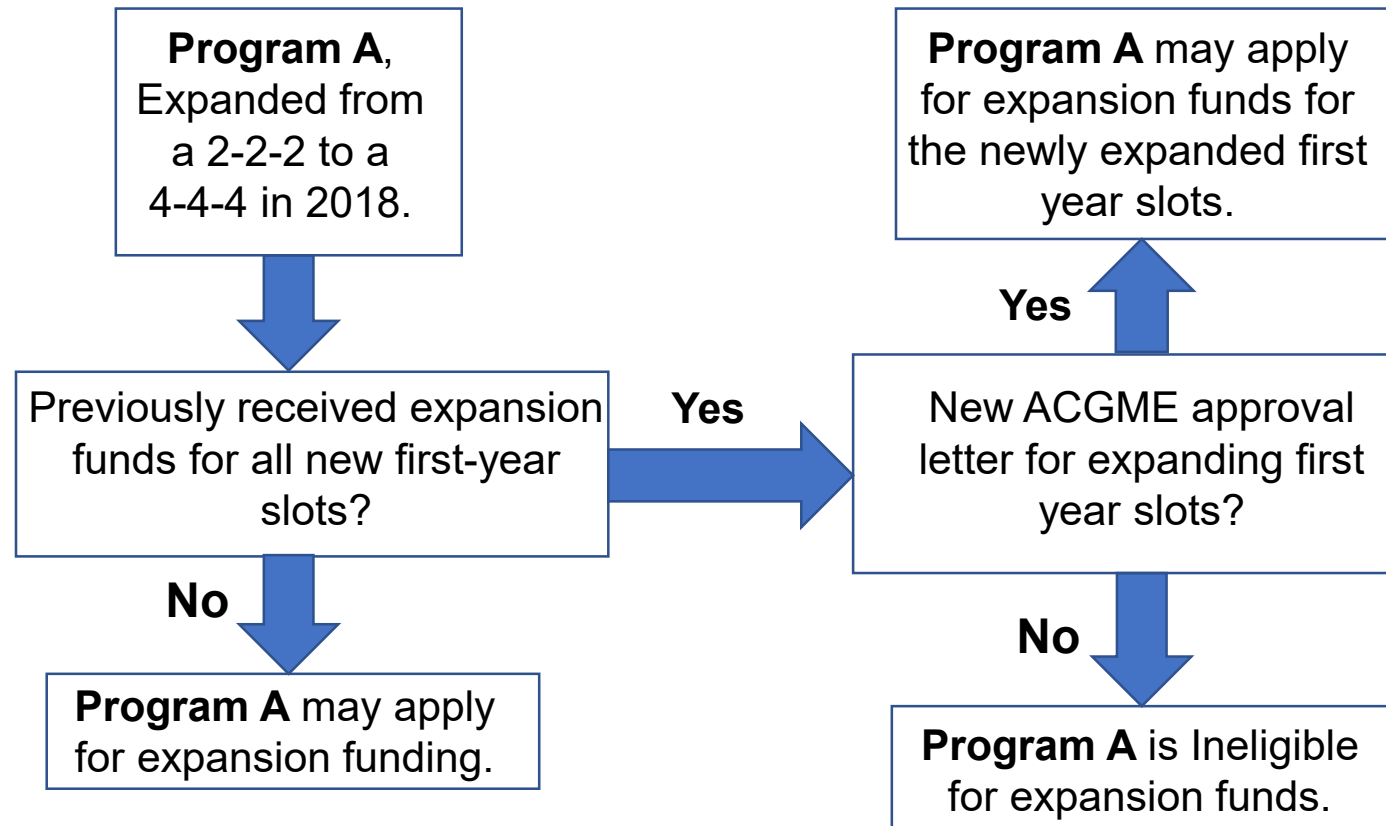 Program A,
Expanded from
a 2-2-2 to a
4-4-4 in 2018.
Previously received expansion
funds for all new first-year
slots?
No
Program A may apply
for expansion funding.
Yes
New ACGME approval
letter for expanding first
year slots?
Yes
Program A may apply
for expansion funds for
the newly expanded first
year slots.
No
Program A is Ineligible
for expansion funds.